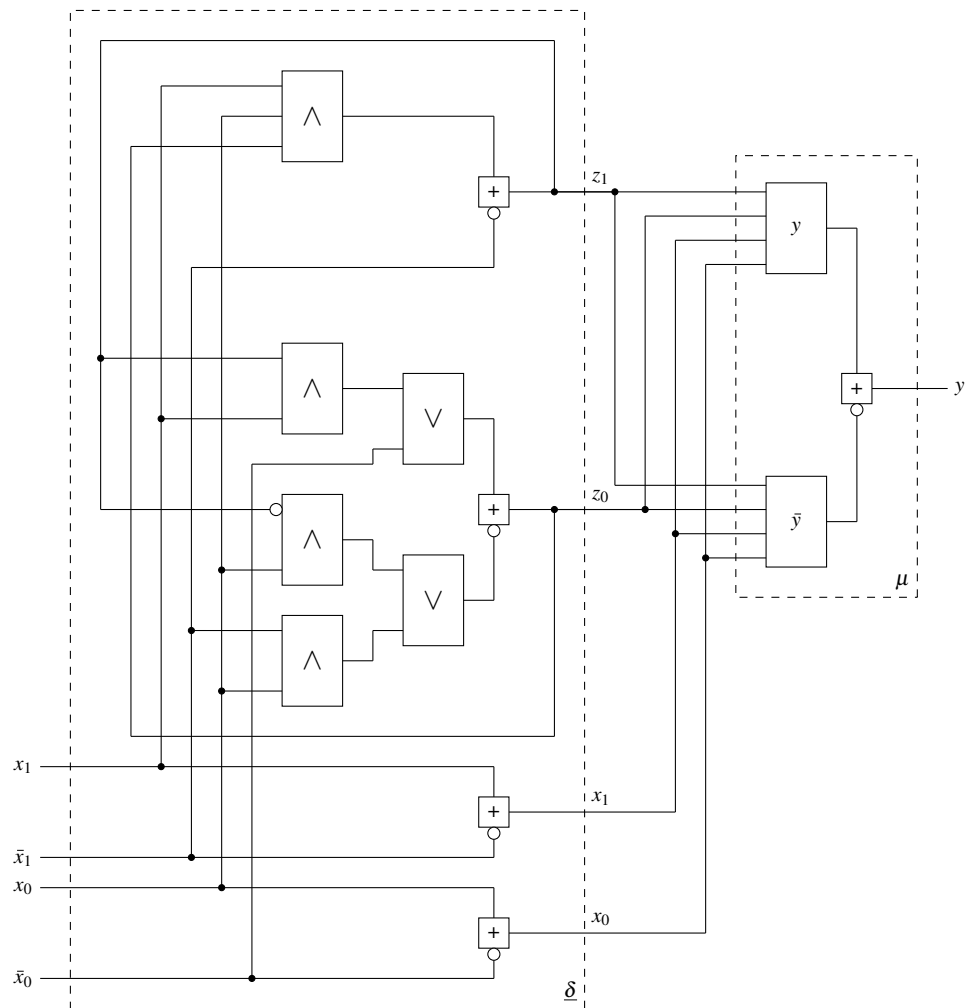 ∧
+
z₁
y
∧
∨
+
y
+
z₀
ȳ
∧
∨
μ
∧
x₁
+
x₁
x̄₁
x₀
+
x₀
x̄₀
δ